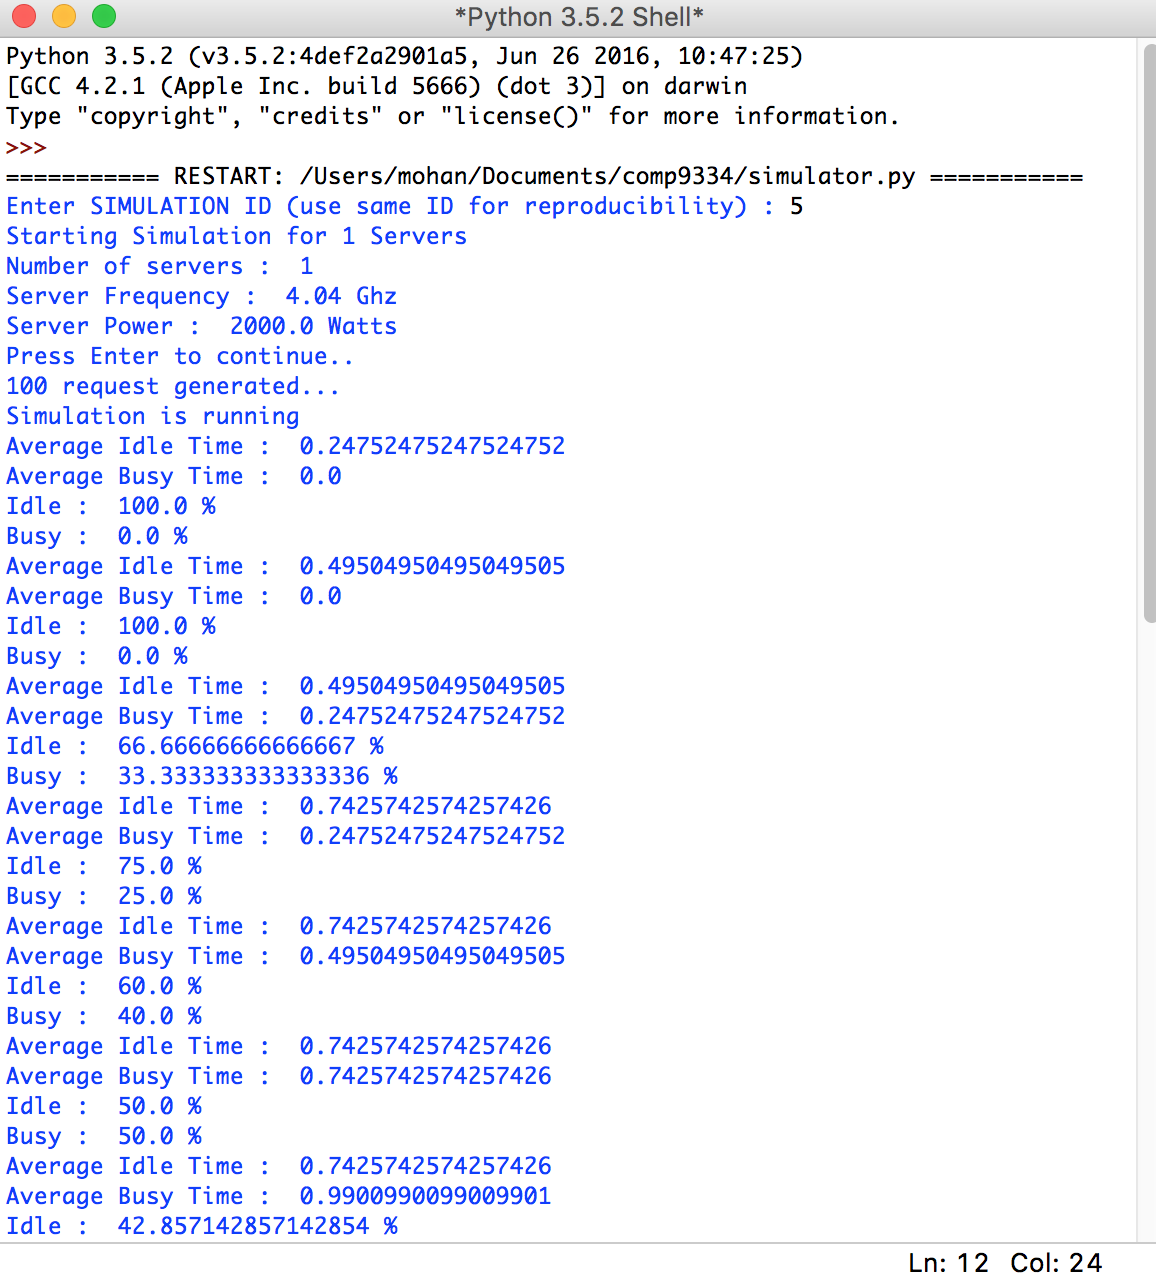 *Python 3.5.2 Shell*
Python 3.5.2 (v3.5.2:4def2a2901a5, Jun 26 2016, 10:47:25)
[GCC 4.2.1 (Apple Inc. build 5666) (dot 3)] on darwin
Type "copyright", "credits" or "license()" for more information.
>>>
=========== RESTART: /Users/mohan/Documents/comp9334/simulator.py ===========
Enter SIMULATION ID (use same ID for reproducibility) : 5
Starting Simulation for 1 Servers
Number of servers :  1
Server Frequency :  4.04 Ghz
Server Power :  2000.0 Watts
Press Enter to continue..
100 request generated...
Simulation is running
Average Idle Time :  0.24752475247524752
Average Busy Time :  0.0
Idle :  100.0 %
Busy :  0.0 %
Average Idle Time :  0.49504950495049505
Average Busy Time :  0.0
Idle :  100.0 %
Busy :  0.0 %
Average Idle Time :  0.49504950495049505
Average Busy Time :  0.24752475247524752
Idle :  66.66666666666667 %
Busy :  33.333333333333336 %
Average Idle Time :  0.7425742574257426
Average Busy Time :  0.24752475247524752
Idle :  75.0 %
Busy :  25.0 %
Average Idle Time :  0.7425742574257426
Average Busy Time :  0.49504950495049505
Idle :  60.0 %
Busy :  40.0 %
Average Idle Time :  0.7425742574257426
Average Busy Time :  0.7425742574257426
Idle :  50.0 %
Busy :  50.0 %
Average Idle Time :  0.7425742574257426
Average Busy Time :  0.9900990099009901
Idle :  42.857142857142854 %
Ln: 12 Col: 24